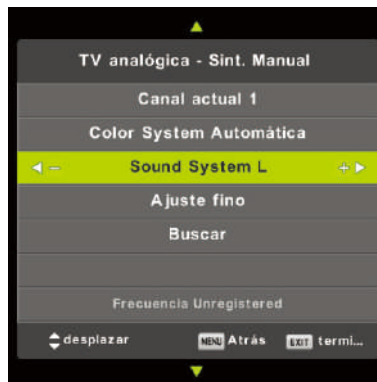 TV analógica - Sint. Manual
Canal actual 1
Color System Automática
Sound System L
Ajuste fino
Buscar
Frecuencia Unregistered
desplazar MENU Atrás EXIT termi...